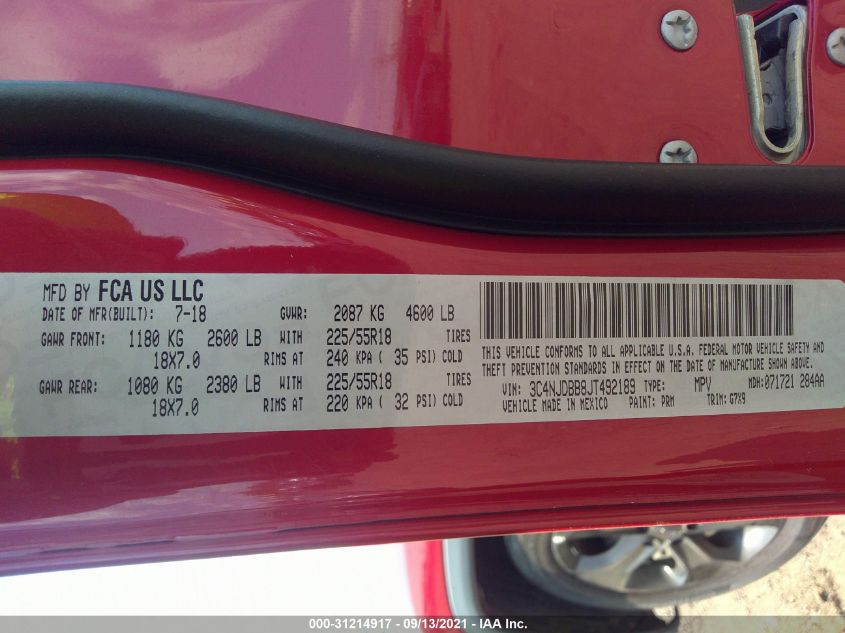 MFD BY FCA US LLC
DATE OF MFR(BUILT): 7-18 GVWR: 2087 KG 4600 LB
GAWR FRONT: 1180 KG 2600 LB WITH 225/55R18 TIRES
18X7.0 RIMS AT 240 KPA ( 35 PSI) COLD
GAWR REAR: 1080 KG 2380 LB WITH 225/55R18 TIRES
18X7.0 RIMS AT 220 KPA ( 32 PSI) COLD
THIS VEHICLE CONFORMS TO ALL APPLICABLE U.S.A. FEDERAL MOTOR VEHICLE SAFETY AND
THEFT PREVENTION STANDARDS IN EFFECT ON THE DATE OF MANUFACTURE SHOWN ABOVE.
VIN: 3C4NJDBB8JT492189 TYPE: MPV MDH:071721 284AA
VEHICLE MADE IN MEXICO PAINT: PRM TRIM: G7X9
000-31214917 - 09/13/2021 - IAA Inc.